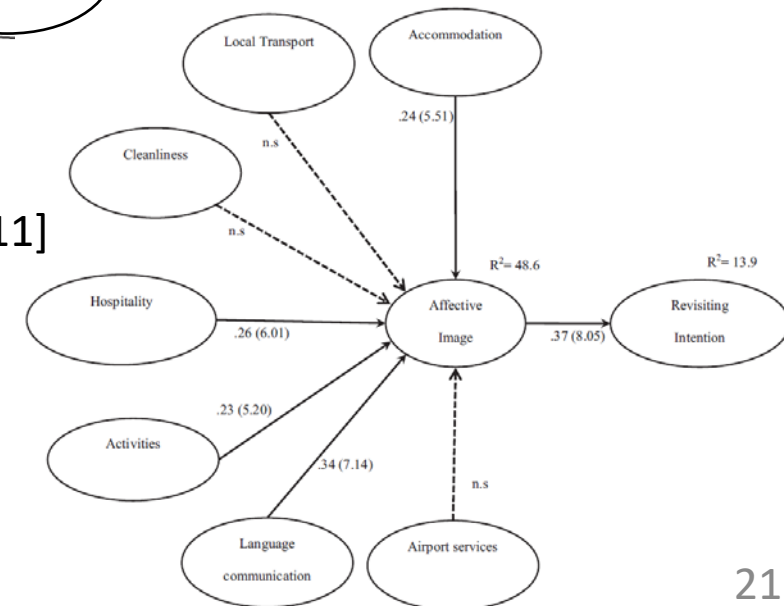 Local Transport
Accommodation
.24 (5.51)
n.s
Cleanliness
n.s
11]
R²= 48.6
R²= 13.9
Hospitality
Affective
Image
Revisiting
Intention
.26 (6.01)
.37 (8.05)
.23 (5.20)
Activities
.34 (7.14)
n.s
Language
communication
Airport services
21